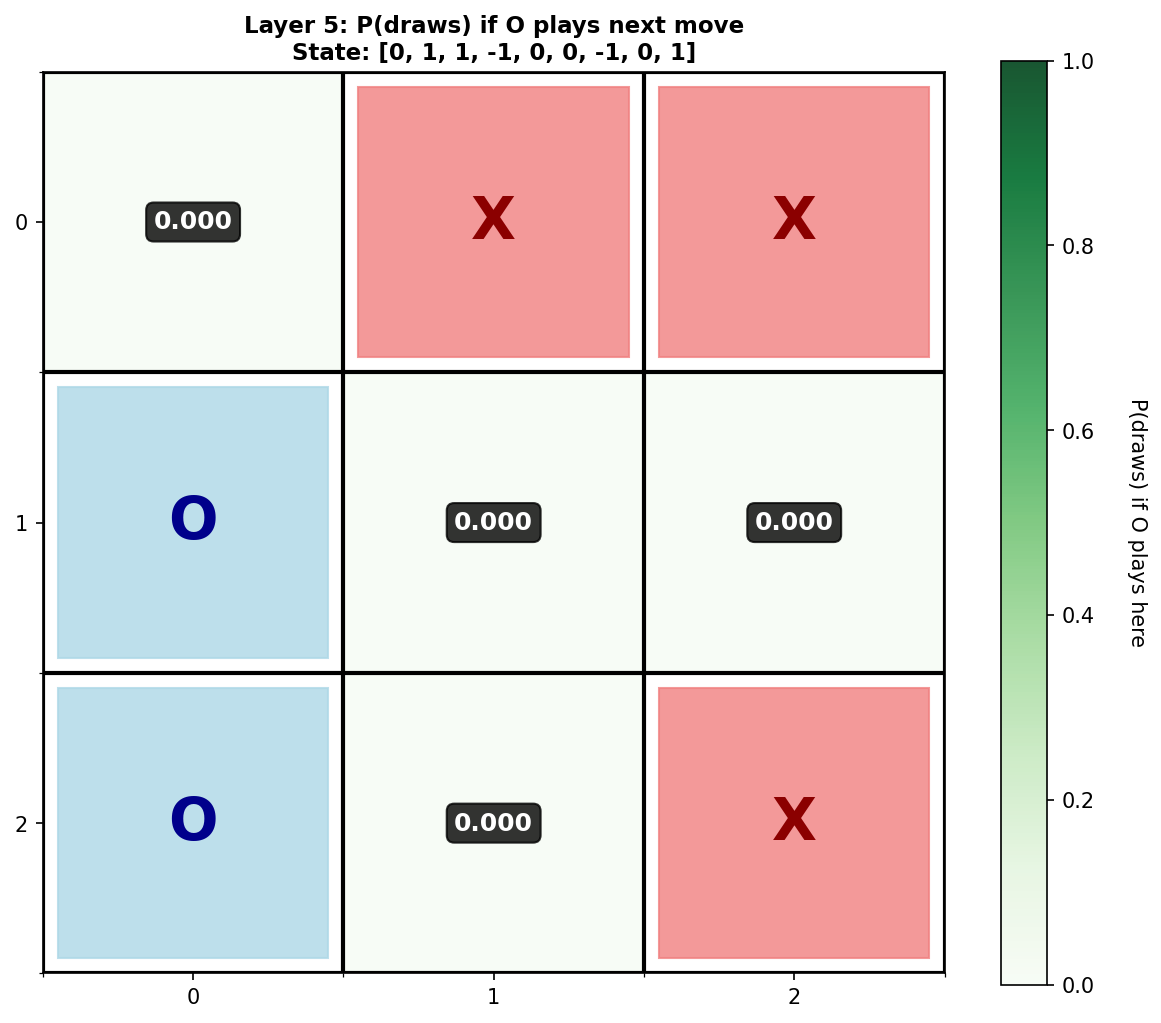 Layer 5: P(draws) if O plays next move
State: [0, 1, 1, -1, 0, 0, -1, 0, 1]
0
0.000
X
X
1
O
0.000
0.000
2
O
0.000
X
0
1
2
1.0
0.8
0.6
0.4
0.2
0.0
P(draws) if O plays here